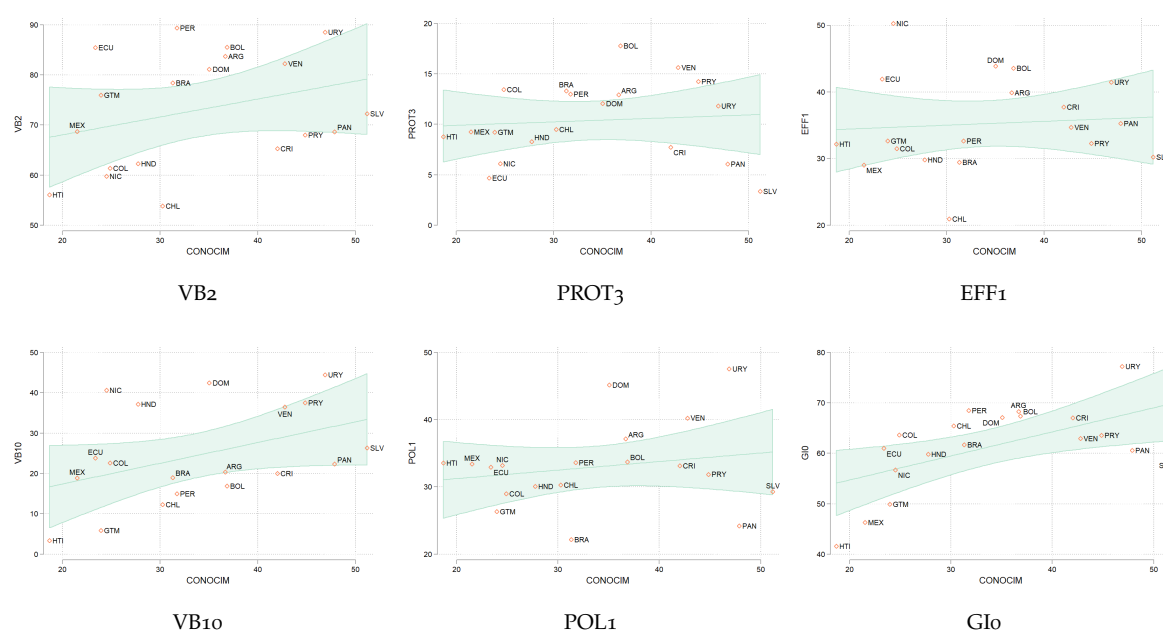 90
80
70
60
50
VB2
PER
URY
ECU
BOL
ARG
VEN
DOM
BRA
GTM
SLV
MEX
PAN
PRY
CRI
HND
COL
NIC
HTI
CHL
20 30 40 50
CONOCIM
VB2
20
15
10
5
0
PROT3
BOL
VEN
PRY
COL
BRA
PER
ARG
DOM
URY
MEX
GTM
CHL
HTI
HND
CRI
NIC
PAN
ECU
SLV
20 30 40 50
CONOCIM
PROT3
50
40
30
20
EFF1
NIC
DOM
BOL
ECU
URY
ARG
CRI
PAN
VEN
GTM
PER
PRY
HTI
COL
SLV
HND
BRA
MEX
CHL
20 30 40 50
CONOCIM
EFF1
50
40
30
20
10
0
VB10
URY
DOM
NIC
HND
PRY
VEN
SLV
ECU
COL
PAN
ARG
CRI
MEX
BRA
BOL
PER
CHL
GTM
HTI
20 30 40 50
CONOCIM
VB10
50
40
30
20
POL1
URY
DOM
VEN
ARG
BOL
HTI
MEX
NIC
PER
ECU
CRI
PRY
HND
CHL
SLV
COL
GTM
PAN
BRA
20 30 40 50
CONOCIM
POL1
80
70
60
50
40
GI0
URY
PER
ARG
BOL
DOM
CRI
CHL
COL
PRY
VEN
BRA
ECU
PAN
HND
NIC
GTM
MEX
HTI
20 30 40 50
CONOCIM
GI0